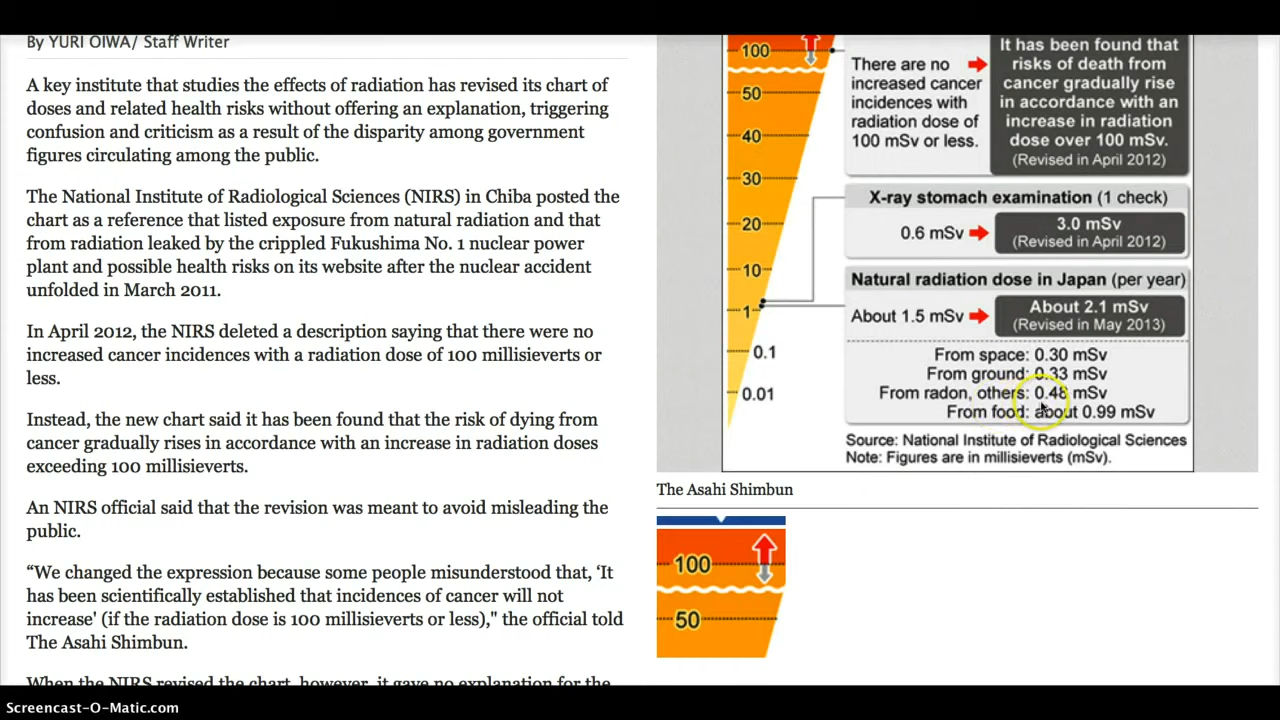 By YURI OIWA/ Staff Writer
A key institute that studies the effects of radiation has revised its chart of
doses and related health risks without offering an explanation, triggering
confusion and criticism as a result of the disparity among government
figures circulating among the public.
The National Institute of Radiological Sciences (NIRS) in Chiba posted the
chart as a reference that listed exposure from natural radiation and that
from radiation leaked by the crippled Fukushima No. 1 nuclear power
plant and possible health risks on its website after the nuclear accident
unfolded in March 2011.
In April 2012, the NIRS deleted a description saying that there were no
increased cancer incidences with a radiation dose of 100 millisieverts or
less.
Instead, the new chart said it has been found that the risk of dying from
cancer gradually rises in accordance with an increase in radiation doses
exceeding 100 millisieverts.
An NIRS official said that the revision was meant to avoid misleading the
public.
“We changed the expression because some people misunderstood that, ‘It
has been scientifically established that incidences of cancer will not
increase' (if the radiation dose is 100 millisieverts or less)," the official told
The Asahi Shimbun.
When the NIRS revised the chart, however, it gave no explanation for the
100
50
40
30
20
10
1
0.1
0.01
There are no
increased cancer
incidences with
radiation dose of
100 mSv or less.
It has been found that
risks of death from
cancer gradually rise
in accordance with an
increase in radiation
dose over 100 mSv.
(Revised in April 2012)
X-ray stomach examination (1 check)
0.6 mSv
3.0 mSv
(Revised in April 2012)
Natural radiation dose in Japan (per year)
About 1.5 mSv
About 2.1 mSv
(Revised in May 2013)
From space: 0.30 mSv
From ground: 0.33 mSv
From radon, others: 0.48 mSv
From food: about 0.99 mSv
Source: National Institute of Radiological Sciences
Note: Figures are in millisieverts (mSv).
The Asahi Shimbun
100
50
Screencast-O-Matic.com